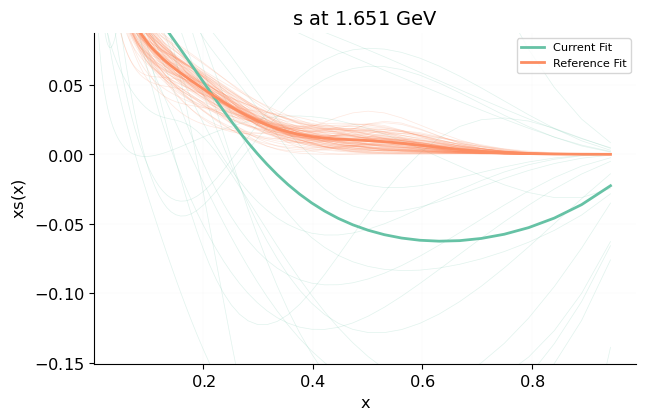 s at 1.651 GeV
Current Fit
Reference Fit
0.05
0.00
−0.05
−0.10
−0.15
xs(x)
0.2 0.4 0.6 0.8
x